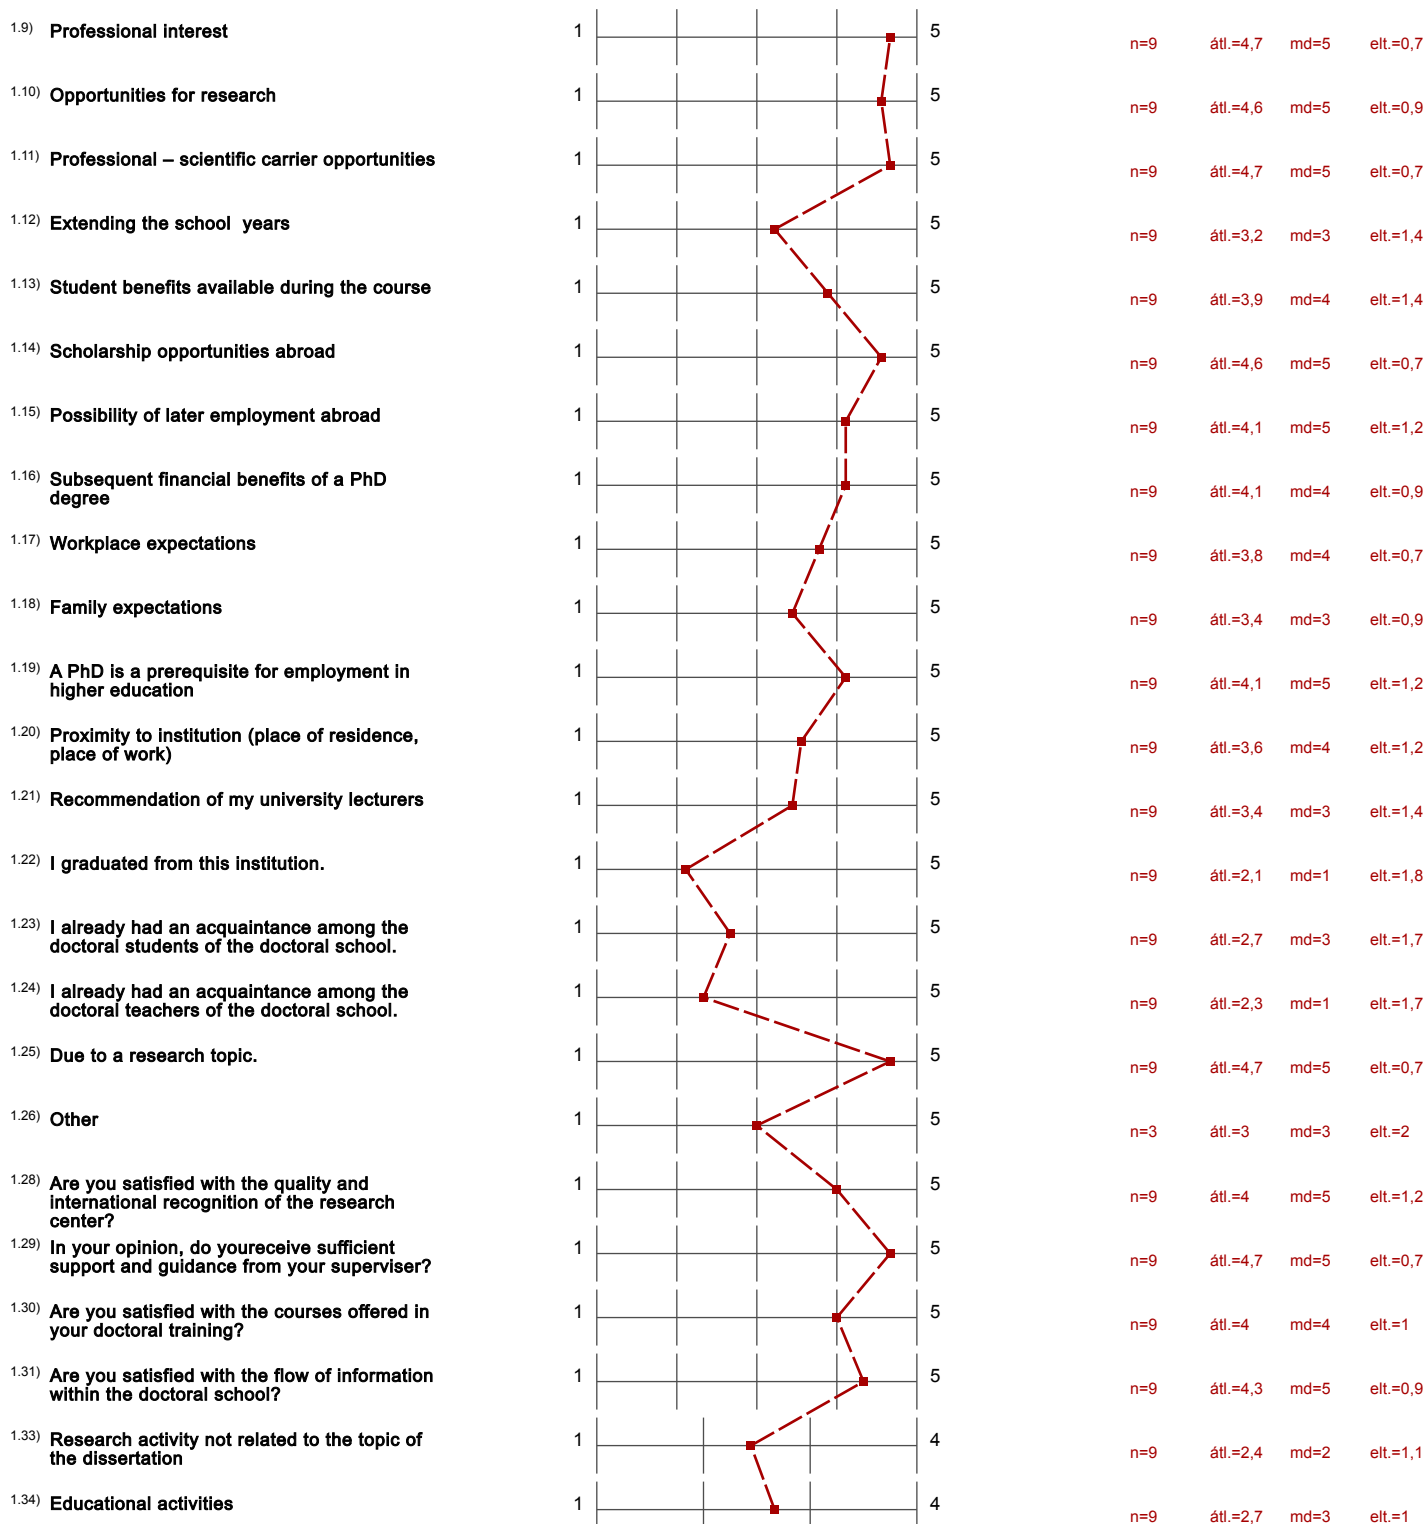 1.9) Professional interest 1 5 n=9 átl.=4,7 md=5 elt.=0,7
1.10) Opportunities for research 1 5 n=9 átl.=4,6 md=5 elt.=0,9
1.11) Professional – scientific carrier opportunities 1 5 n=9 átl.=4,7 md=5 elt.=0,7
1.12) Extending the school  years 1 5 n=9 átl.=3,2 md=3 elt.=1,4
1.13) Student benefits available during the course 1 5 n=9 átl.=3,9 md=4 elt.=1,4
1.14) Scholarship opportunities abroad 1 5 n=9 átl.=4,6 md=5 elt.=0,7
1.15) Possibility of later employment abroad 1 5 n=9 átl.=4,1 md=5 elt.=1,2
1.16) Subsequent financial benefits of a PhD 1 5 n=9 átl.=4,1 md=4 elt.=0,9
degree
1.17) Workplace expectations 1 5 n=9 átl.=3,8 md=4 elt.=0,7
1.18) Family expectations 1 5 n=9 átl.=3,4 md=3 elt.=0,9
1.19) A PhD is a prerequisite for employment in 1 5 n=9 átl.=4,1 md=5 elt.=1,2
higher education
1.20) Proximity to institution (place of residence, 1 5 n=9 átl.=3,6 md=4 elt.=1,2
place of work)
1.21) Recommendation of my university lecturers 1 5 n=9 átl.=3,4 md=3 elt.=1,4
1.22) I graduated from this institution. 1 5 n=9 átl.=2,1 md=1 elt.=1,8
1.23) I already had an acquaintance among the 1 5 n=9 átl.=2,7 md=3 elt.=1,7
doctoral students of the doctoral school.
1.24) I already had an acquaintance among the 1 5 n=9 átl.=2,3 md=1 elt.=1,7
doctoral teachers of the doctoral school.
1.25) Due to a research topic. 1 5 n=9 átl.=4,7 md=5 elt.=0,7
1.26) Other 1 5 n=3 átl.=3 md=3 elt.=2
1.28) Are you satisfied with the quality and 1 5 n=9 átl.=4 md=5 elt.=1,2
international recognition of the research
center?
1.29) In your opinion, do youreceive sufficient 1 5 n=9 átl.=4,7 md=5 elt.=0,7
support and guidance from your superviser?
1.30) Are you satisfied with the courses offered in 1 5 n=9 átl.=4 md=4 elt.=1
your doctoral training?
1.31) Are you satisfied with the flow of information 1 5 n=9 átl.=4,3 md=5 elt.=0,9
within the doctoral school?
1.33) Research activity not related to the topic of 1 4 n=9 átl.=2,4 md=2 elt.=1,1
the dissertation
1.34) Educational activities 1 4 n=9 átl.=2,7 md=3 elt.=1